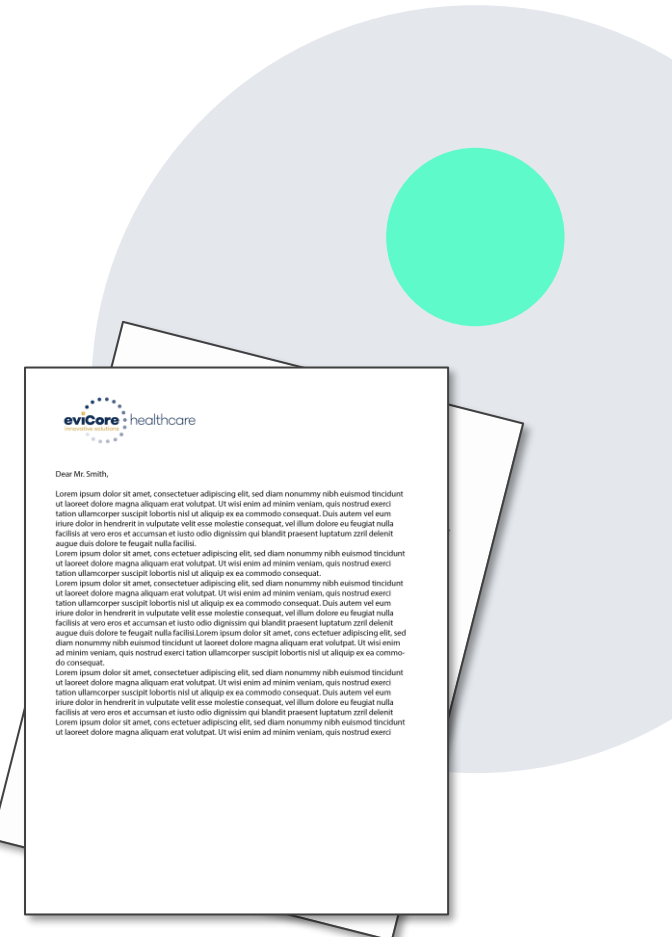 eviCore healthcare
innovative solutions
Dear Mr. Smith,
Lorem ipsum dolor sit amet, consectetuer adipiscing elit, sed diam nonummy nibh euismod tincidunt
ut laoreet dolore magna aliquam erat volutpat. Ut wisi enim ad minim veniam, quis nostrud exerci
tation ullamcorper suscipit lobortis nisl ut aliquip ex ea commodo consequat. Duis autem vel eum
iriure dolor in hendrerit in vulputate velit esse molestie consequat, vel illum dolore eu feugiat nulla
facilisis at vero eros et accumsan et iusto odio dignissim qui blandit praesent luptatum zzril delenit
augue duis dolore te feugait nulla facilisi.
Lorem ipsum dolor sit amet, cons ectetuer adipiscing elit, sed diam nonummy nibh euismod tincidunt
ut laoreet dolore magna aliquam erat volutpat. Ut wisi enim ad minim veniam, quis nostrud exerci
tation ullamcorper suscipit lobortis nisl ut aliquip ex ea commodo consequat.
Lorem ipsum dolor sit amet, consectetuer adipiscing elit, sed diam nonummy nibh euismod tincidunt
ut laoreet dolore magna aliquam erat volutpat. Ut wisi enim ad minim veniam, quis nostrud exerci
tation ullamcorper suscipit lobortis nisl ut aliquip ex ea commodo consequat. Duis autem vel eum
iriure dolor in hendrerit in vulputate velit esse molestie consequat, vel illum dolore eu feugiat nulla
facilisis at vero eros et accumsan et iusto odio dignissim qui blandit praesent luptatum zzril delenit
augue duis dolore te feugait nulla facilisi.Lorem ipsum dolor sit amet, cons ectetuer adipiscing elit, sed
diam nonummy nibh euismod tincidunt ut laoreet dolore magna aliquam erat volutpat. Ut wisi enim
ad minim veniam, quis nostrud exerci tation ullamcorper suscipit lobortis nisl ut aliquip ex ea commo-
do consequat.
Lorem ipsum dolor sit amet, consectetuer adipiscing elit, sed diam nonummy nibh euismod tincidunt
ut laoreet dolore magna aliquam erat volutpat. Ut wisi enim ad minim veniam, quis nostrud exerci
tation ullamcorper suscipit lobortis nisl ut aliquip ex ea commodo consequat. Duis autem vel eum
iriure dolor in hendrerit in vulputate velit esse molestie consequat, vel illum dolore eu feugiat nulla
facilisis at vero eros et accumsan et iusto odio dignissim qui blandit praesent luptatum zzril delenit
Lorem ipsum dolor sit amet, cons ectetuer adipiscing elit, sed diam nonummy nibh euismod tincidunt
ut laoreet dolore magna aliquam erat volutpat. Ut wisi enim ad minim veniam, quis nostrud exerci